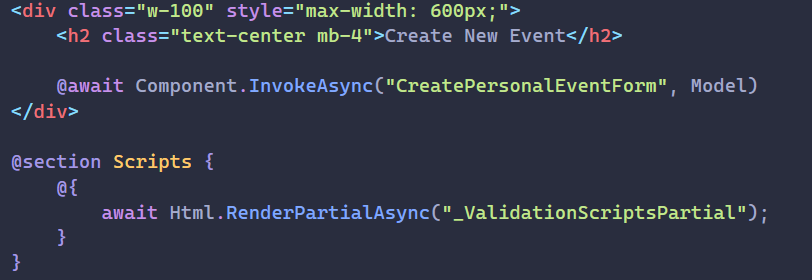 <div class="w-100" style="max-width: 600px;">
    <h2 class="text-center mb-4">Create New Event</h2>

    @await Component.InvokeAsync("CreatePersonalEventForm", Model)
</div>

@section Scripts {
    @{
        await Html.RenderPartialAsync("_ValidationScriptsPartial");
    }
}